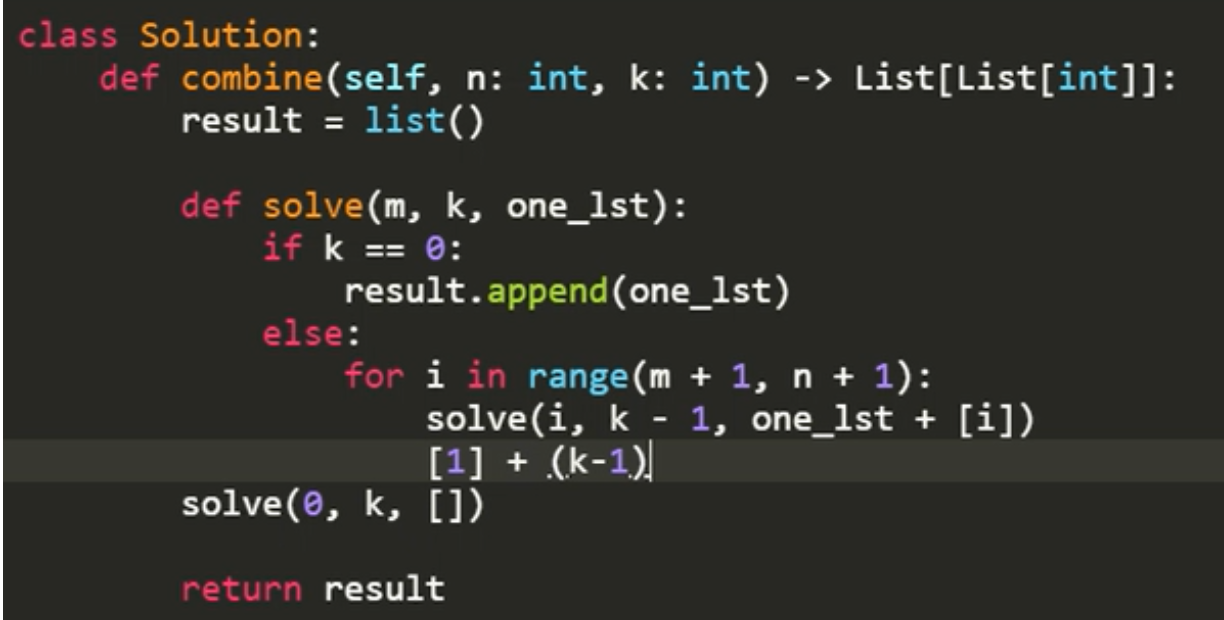 class Solution:
    def combine(self, n: int, k: int) -> List[List[int]]:
        result = list()
        def solve(m, k, one_lst):
            if k == 0:
                result.append(one_lst)
            else:
                for i in range(m + 1, n + 1):
                    solve(i, k - 1, one_lst + [i])
                    [1] + (k-1)
        solve(0, k, [])
        return result